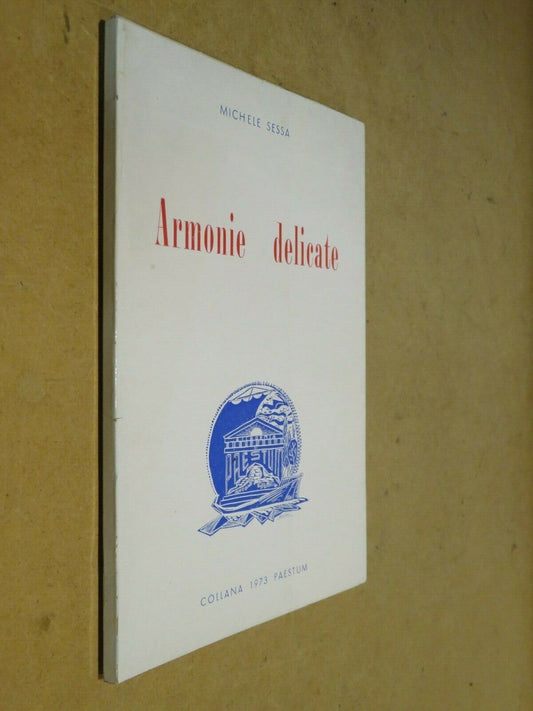 MICHELE SESSA
Armonie delicate
COLLANA 1973 PAESTUM